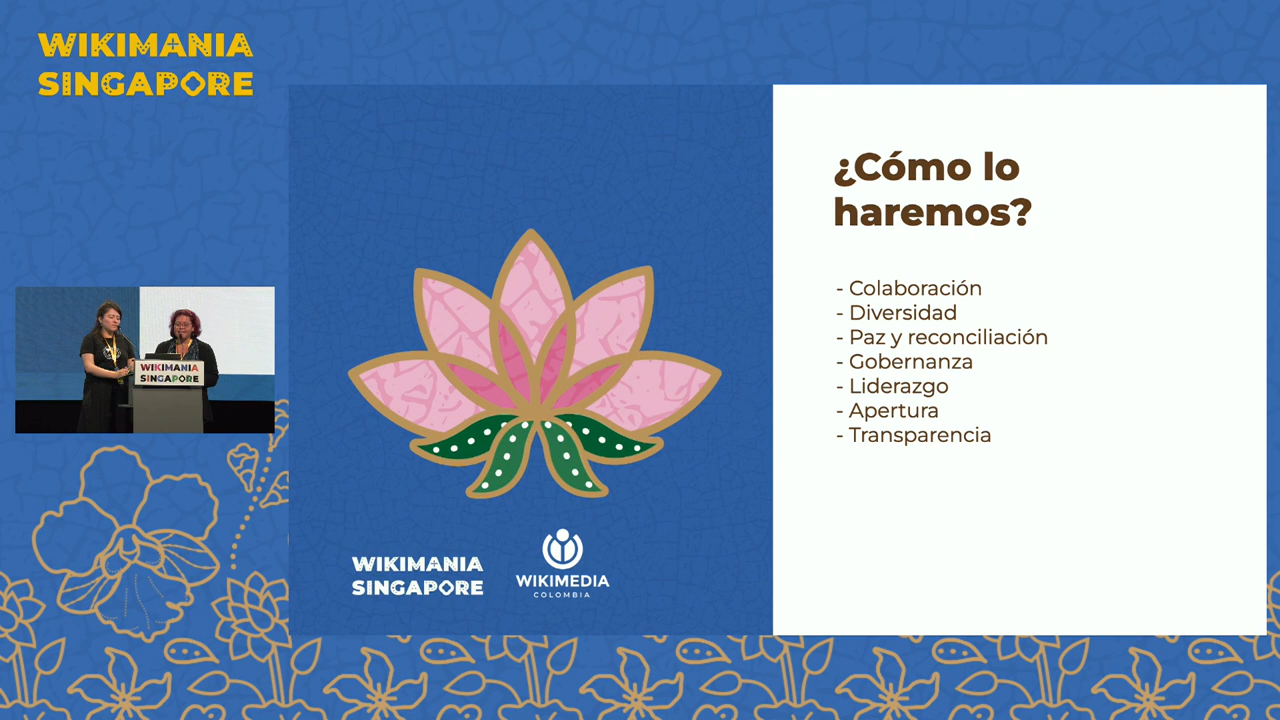 WIKIMANIA
SINGAPORE
¿Cómo lo
haremos?
- Colaboración
- Diversidad
- Paz y reconciliación
- Gobernanza
- Liderazgo
- Apertura
- Transparencia
WIKIMANIA
SINGAPORE
WIKIMANIA
SINGAPORE
WIKIMEDIA
COLOMBIA